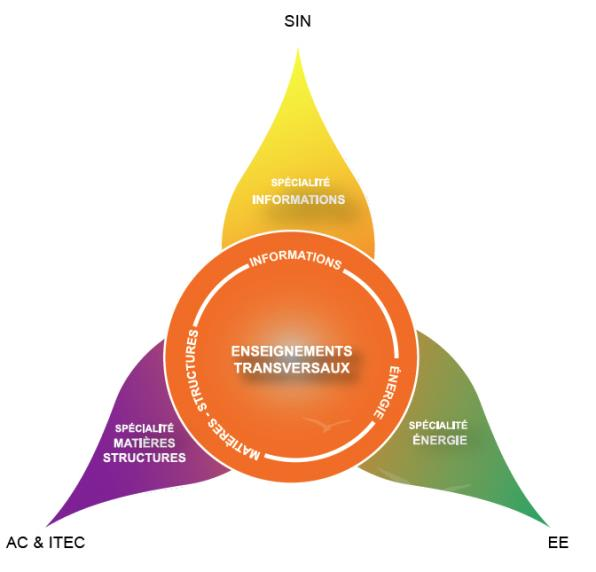 SIN
SPÉCIALITÉ
INFORMATIONS
INFORMATIONS
ENSEIGNEMENTS
TRANSVERSAUX
MATIÈRES - STRUCTURES
ÉNERGIE
SPÉCIALITÉ
MATIÈRES
STRUCTURES
SPÉCIALITÉ
ÉNERGIE
AC & ITEC
EE